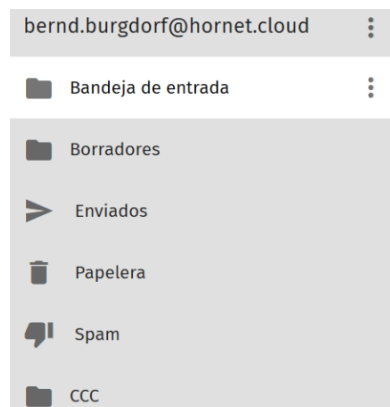 bernd.burgdorf@hornet.cloud
Bandeja de entrada
Borradores
Enviados
Papelera
Spam
CCC